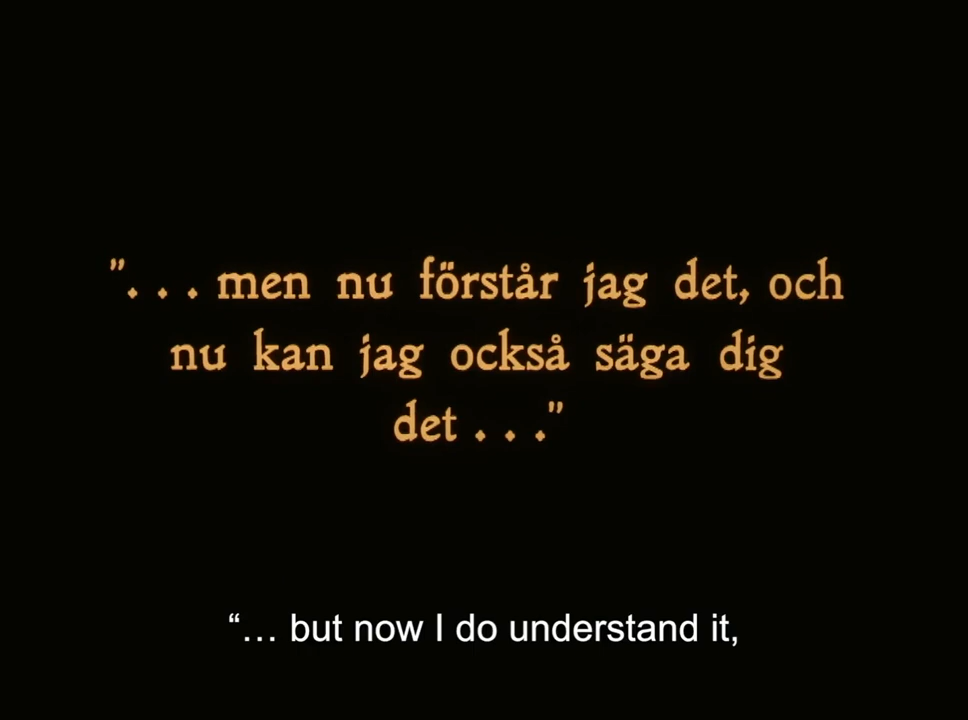 ". . . men nu förstår jag det, och
nu kan jag också säga dig
det . . ."
“… but now I do understand it,